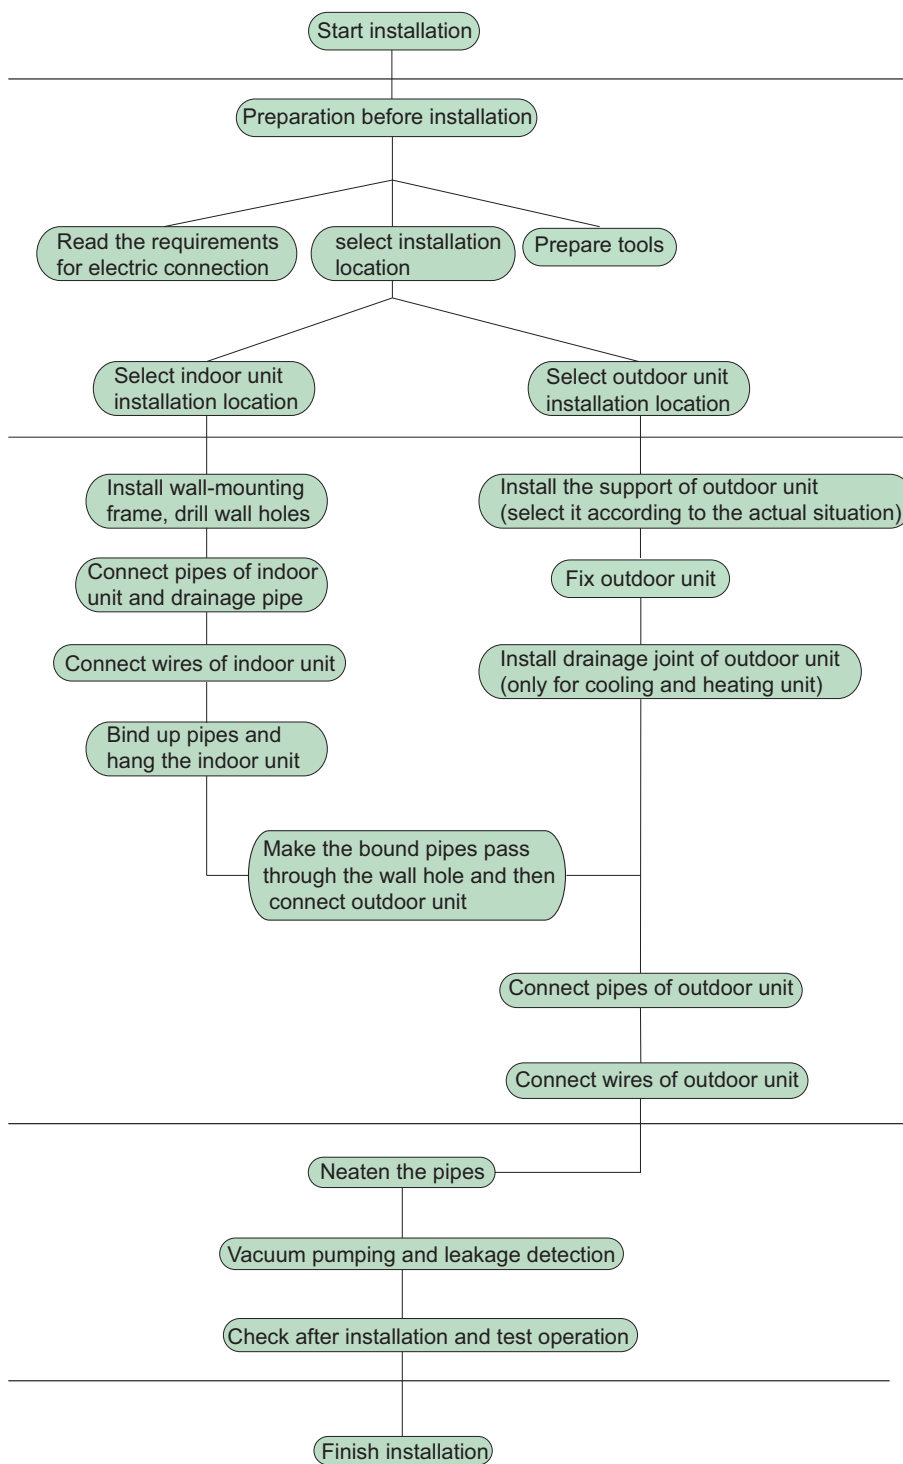 Start installation
Preparation before installation
Read the requirements
for electric connection
select installation
location
Prepare tools
Select indoor unit
installation location
Select outdoor unit
installation location
Install wall-mounting
frame, drill wall holes
Install the support of outdoor unit
(select it according to the actual situation)
Connect pipes of indoor
unit and drainage pipe
Fix outdoor unit
Connect wires of indoor unit
Install drainage joint of outdoor unit
(only for cooling and heating unit)
Bind up pipes and
hang the indoor unit
Make the bound pipes pass
through the wall hole and then
connect outdoor unit
Connect pipes of outdoor unit
Connect wires of outdoor unit
Neaten the pipes
Vacuum pumping and leakage detection
Check after installation and test operation
Finish installation